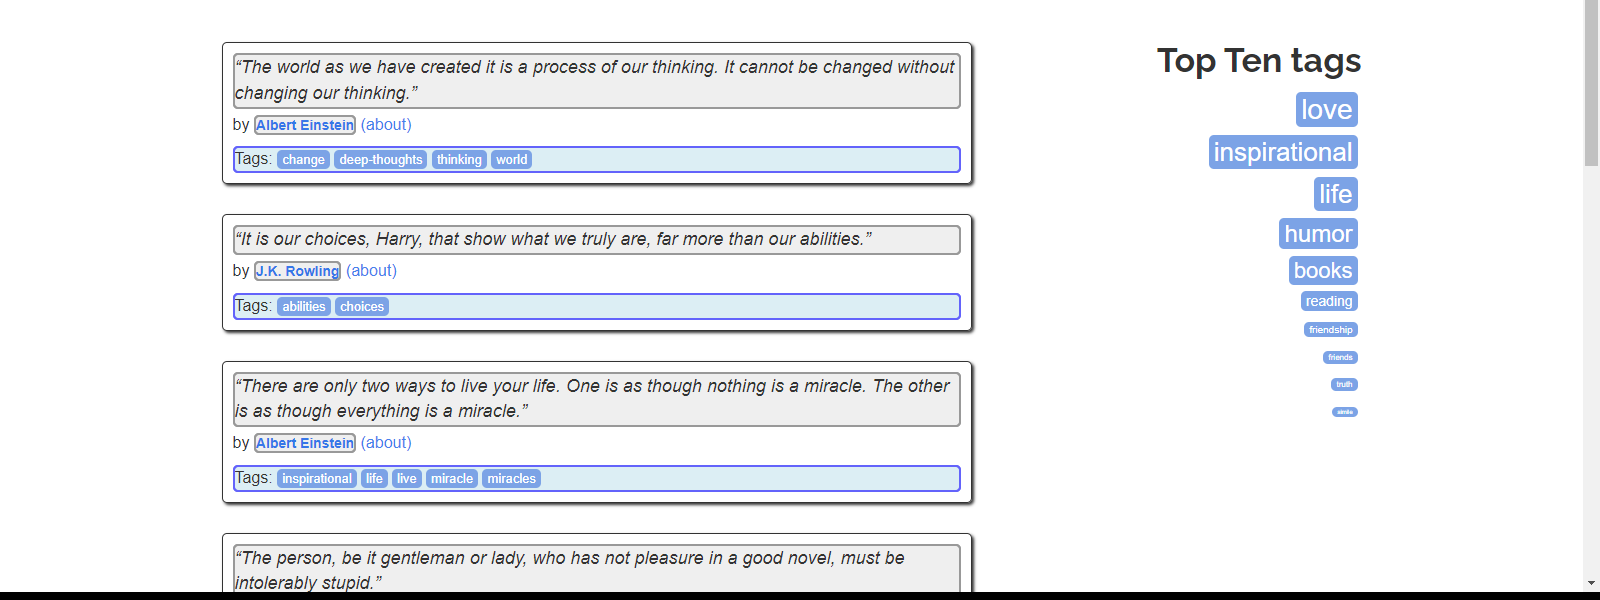 “The world as we have created it is a process of our thinking. It cannot be changed without
changing our thinking.”
by Albert Einstein (about)
Tags: change deep-thoughts thinking world
“It is our choices, Harry, that show what we truly are, far more than our abilities.”
by J.K. Rowling (about)
Tags: abilities choices
“There are only two ways to live your life. One is as though nothing is a miracle. The other
is as though everything is a miracle.”
by Albert Einstein (about)
Tags: inspirational life live miracle miracles
“The person, be it gentleman or lady, who has not pleasure in a good novel, must be
intolerably stupid.”
Top Ten tags
love
inspirational
life
humor
books
reading
friendship
friends
truth
simile